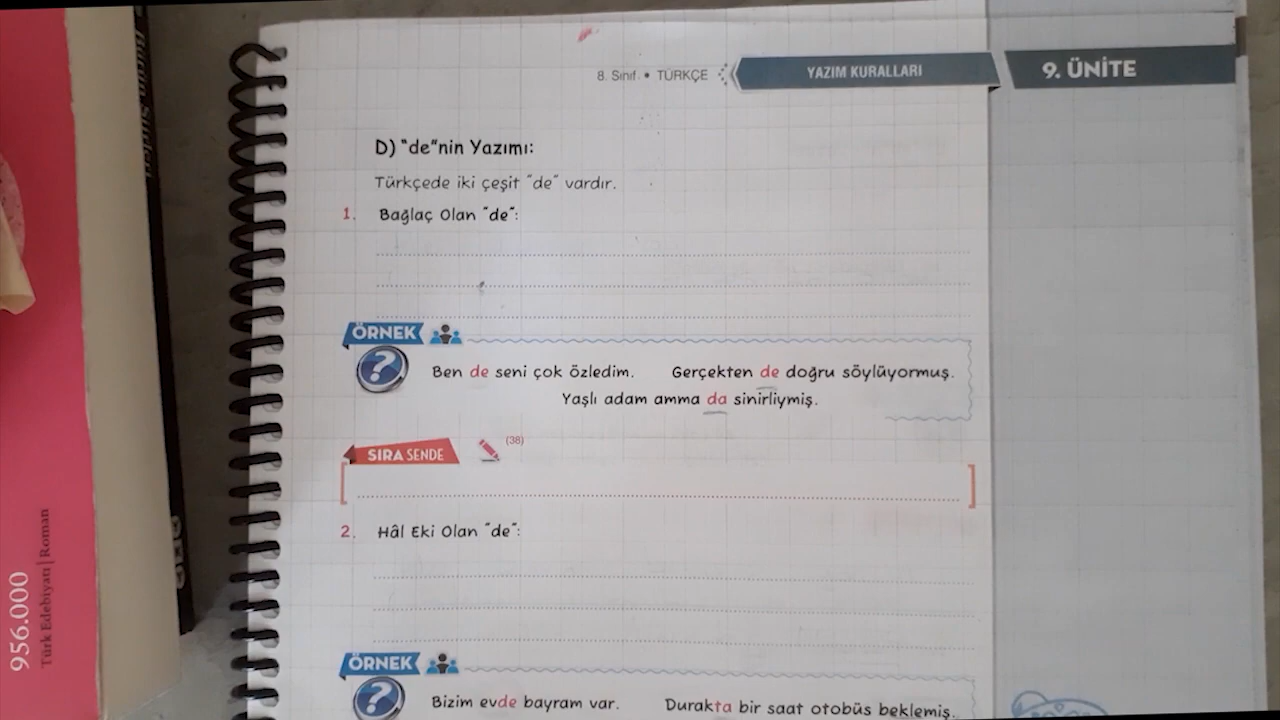 8. Sınıf • TÜRKÇE
YAZIM KURALLARI
9. ÜNİTE
D) "de"nin Yazımı:
Türkçede iki çeşit "de" vardır.
1. Bağlaç Olan "de":
ÖRNEK
Ben de seni çok özledim. Gerçekten de doğru söylüyormuş.
Yaşlı adam amma da sinirliymiş.
SIRA SENDE (38)
2. Hâl Eki Olan "de":
ÖRNEK
Bizim evde bayram var. Durakta bir saat otobüs beklemiş.
956.000
Türk Edebiyatı | Roman